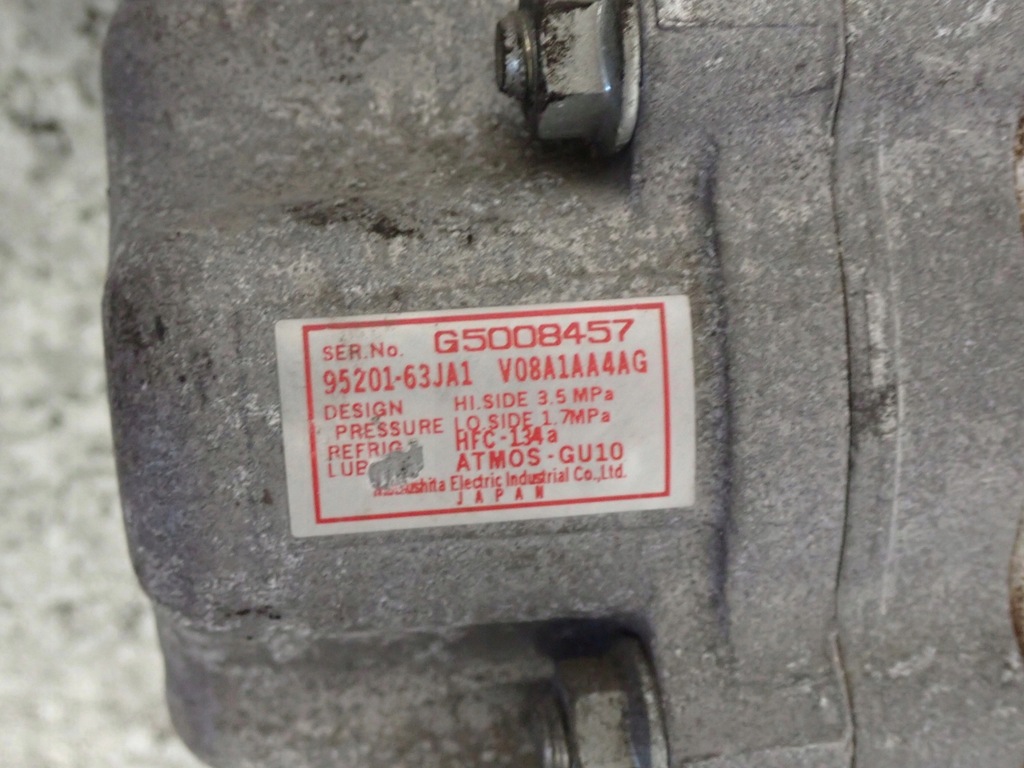 SER.No. G5008457
95201-63JA1 V08A1AA4AG
DESIGN HI.SIDE 3.5 MPa
PRESSURE LO.SIDE 1.7MPa
HFC-134a
LUB ATMOS-GU10
Electric Industrial Co.,Ltd.
JAPAN